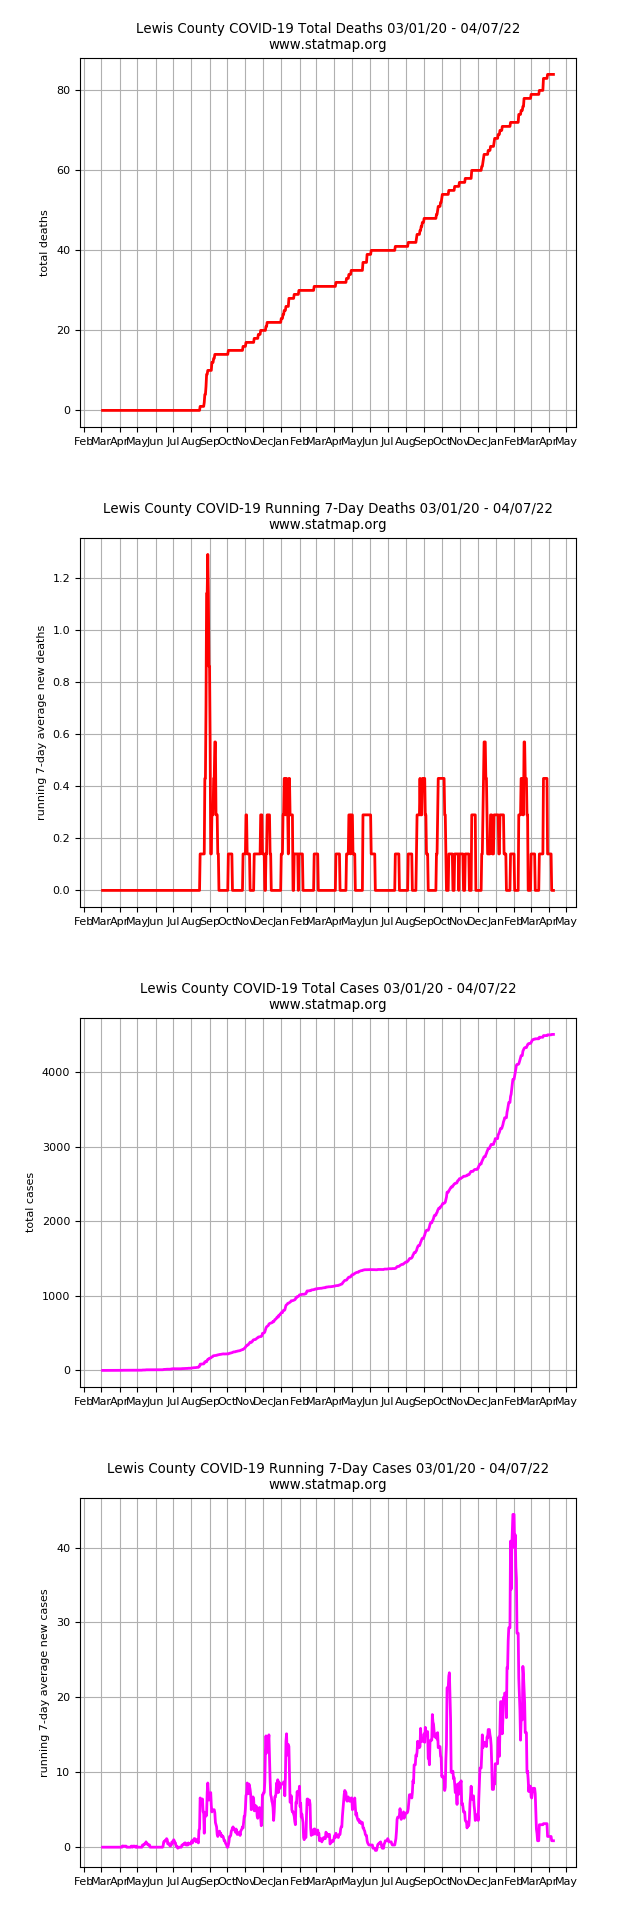 Lewis County COVID-19 Total Deaths 03/01/20 - 04/07/22
www.statmap.org
80
60
40
20
0
total deaths
Feb Mar Apr May Jun Jul Aug Sep Oct Nov Dec Jan Feb Mar Apr May Jun Jul Aug Sep Oct Nov Dec Jan Feb Mar Apr May
Lewis County COVID-19 Running 7-Day Deaths 03/01/20 - 04/07/22
www.statmap.org
1.2
1.0
0.8
0.6
0.4
0.2
0.0
running 7-day average new deaths
Feb Mar Apr May Jun Jul Aug Sep Oct Nov Dec Jan Feb Mar Apr May Jun Jul Aug Sep Oct Nov Dec Jan Feb Mar Apr May
Lewis County COVID-19 Total Cases 03/01/20 - 04/07/22
www.statmap.org
4000
3000
2000
1000
0
total cases
Feb Mar Apr May Jun Jul Aug Sep Oct Nov Dec Jan Feb Mar Apr May Jun Jul Aug Sep Oct Nov Dec Jan Feb Mar Apr May
Lewis County COVID-19 Running 7-Day Cases 03/01/20 - 04/07/22
www.statmap.org
40
30
20
10
0
running 7-day average new cases
Feb Mar Apr May Jun Jul Aug Sep Oct Nov Dec Jan Feb Mar Apr May Jun Jul Aug Sep Oct Nov Dec Jan Feb Mar Apr May